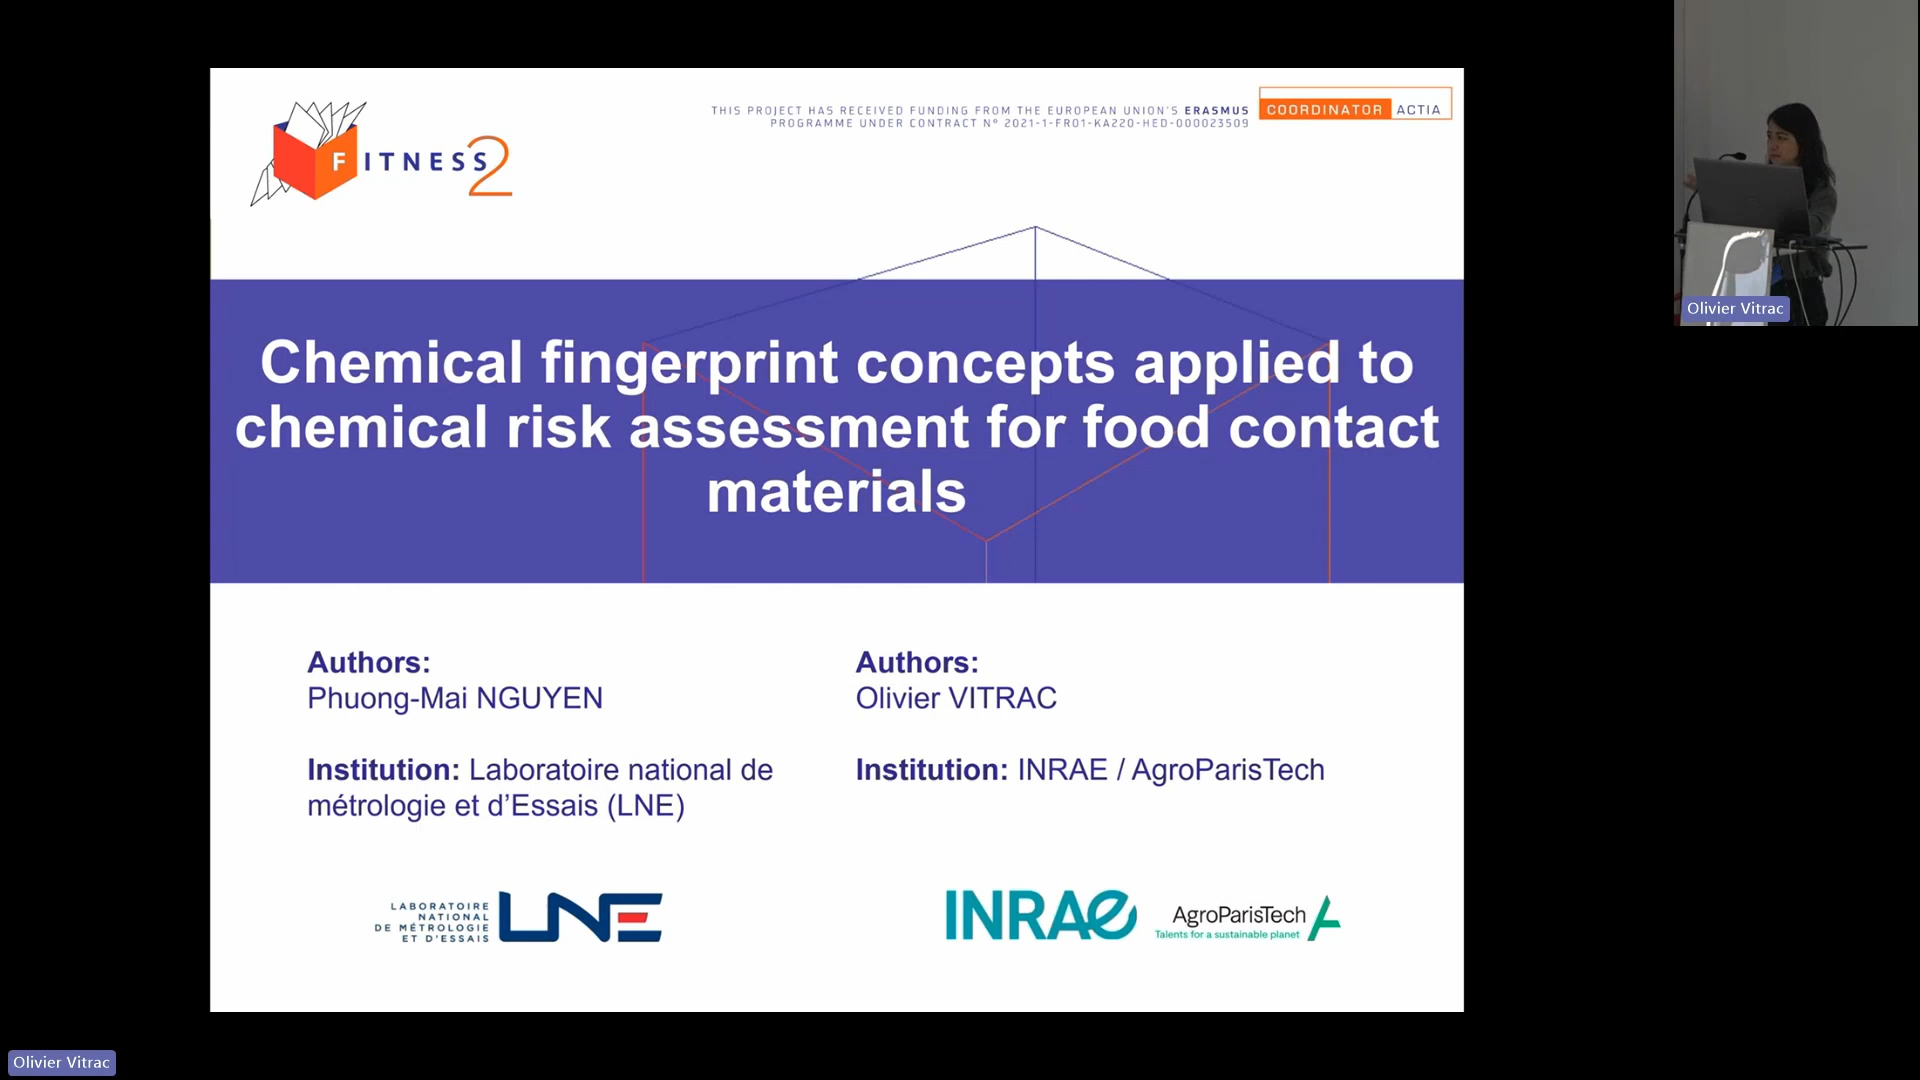 FITNESS2
THIS PROJECT HAS RECEIVED FUNDING FROM THE EUROPEAN UNION'S ERASMUS
PROGRAMME UNDER CONTRACT N° 2021-1-FR01-KA220-HED-000023509
COORDINATOR ACTIA
Chemical fingerprint concepts applied to
chemical risk assessment for food contact
materials
Authors:
Phuong-Mai NGUYEN
Institution: Laboratoire national de
métrologie et d'Essais (LNE)
Authors:
Olivier VITRAC
Institution: INRAE / AgroParisTech
LABORATOIRE
NATIONAL
DE MÉTROLOGIE
ET D'ESSAIS
LNE
INRAE
AgroParisTech
Talents for a sustainable planet
Olivier Vitrac
Olivier Vitrac